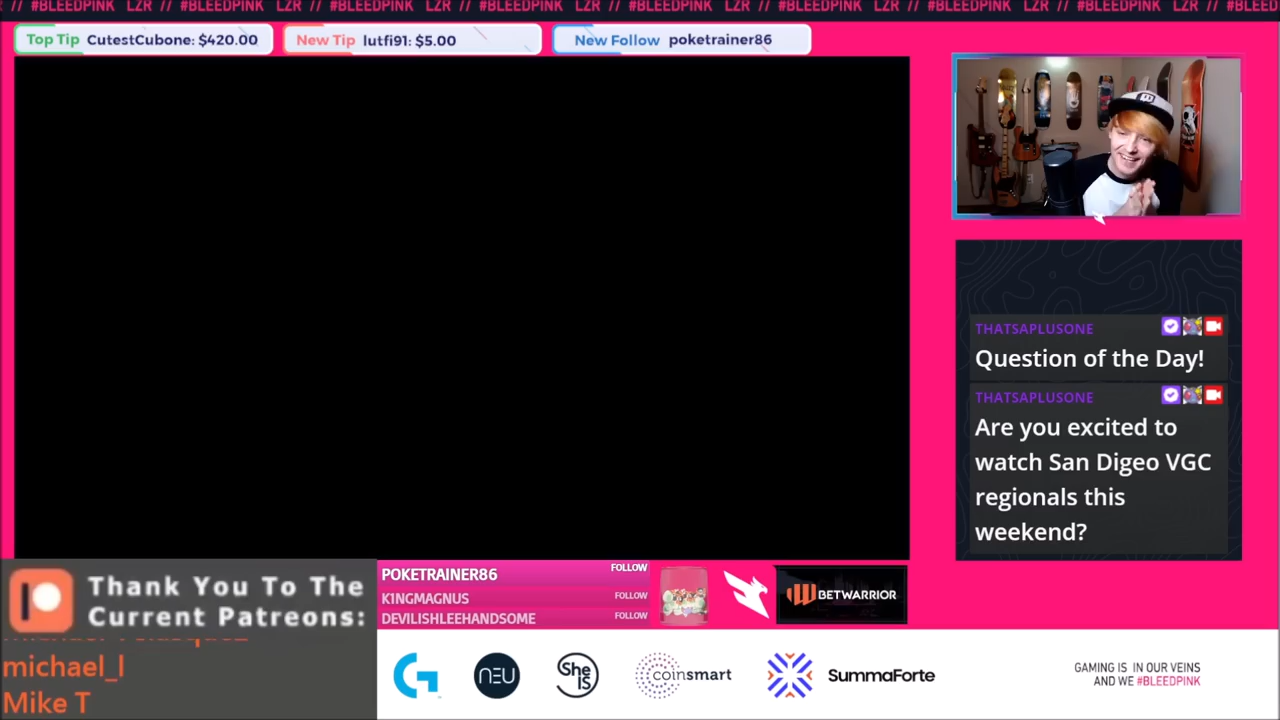 // #BLEEDPINK LZR // #BLEEDPINK LZR // #BLEEDPINK LZR // #BLEEDPINK LZR // #BLEEDPINK LZR // #BLEEDPINK LZR // #BLEEDPINK LZR // #BLEEDPINK LZR // #BLEED
Top Tip CutestCubone: $420.00
New Tip lutfi91: $5.00
New Follow poketrainer86
THATSAPLUSONE
Question of the Day!
THATSAPLUSONE
Are you excited to
watch San Digeo VGC
regionals this
weekend?
Thank You To The
Current Patreons:
michael_l
Mike T
POKETRAINER86 FOLLOW
KINGMAGNUS FOLLOW
DEVILISHLEEHANDSOME FOLLOW
BETWARRIOR
G
NEU
She
IS
coinsmart
SummaForte
GAMING IS IN OUR VEINS
AND WE #BLEEDPINK